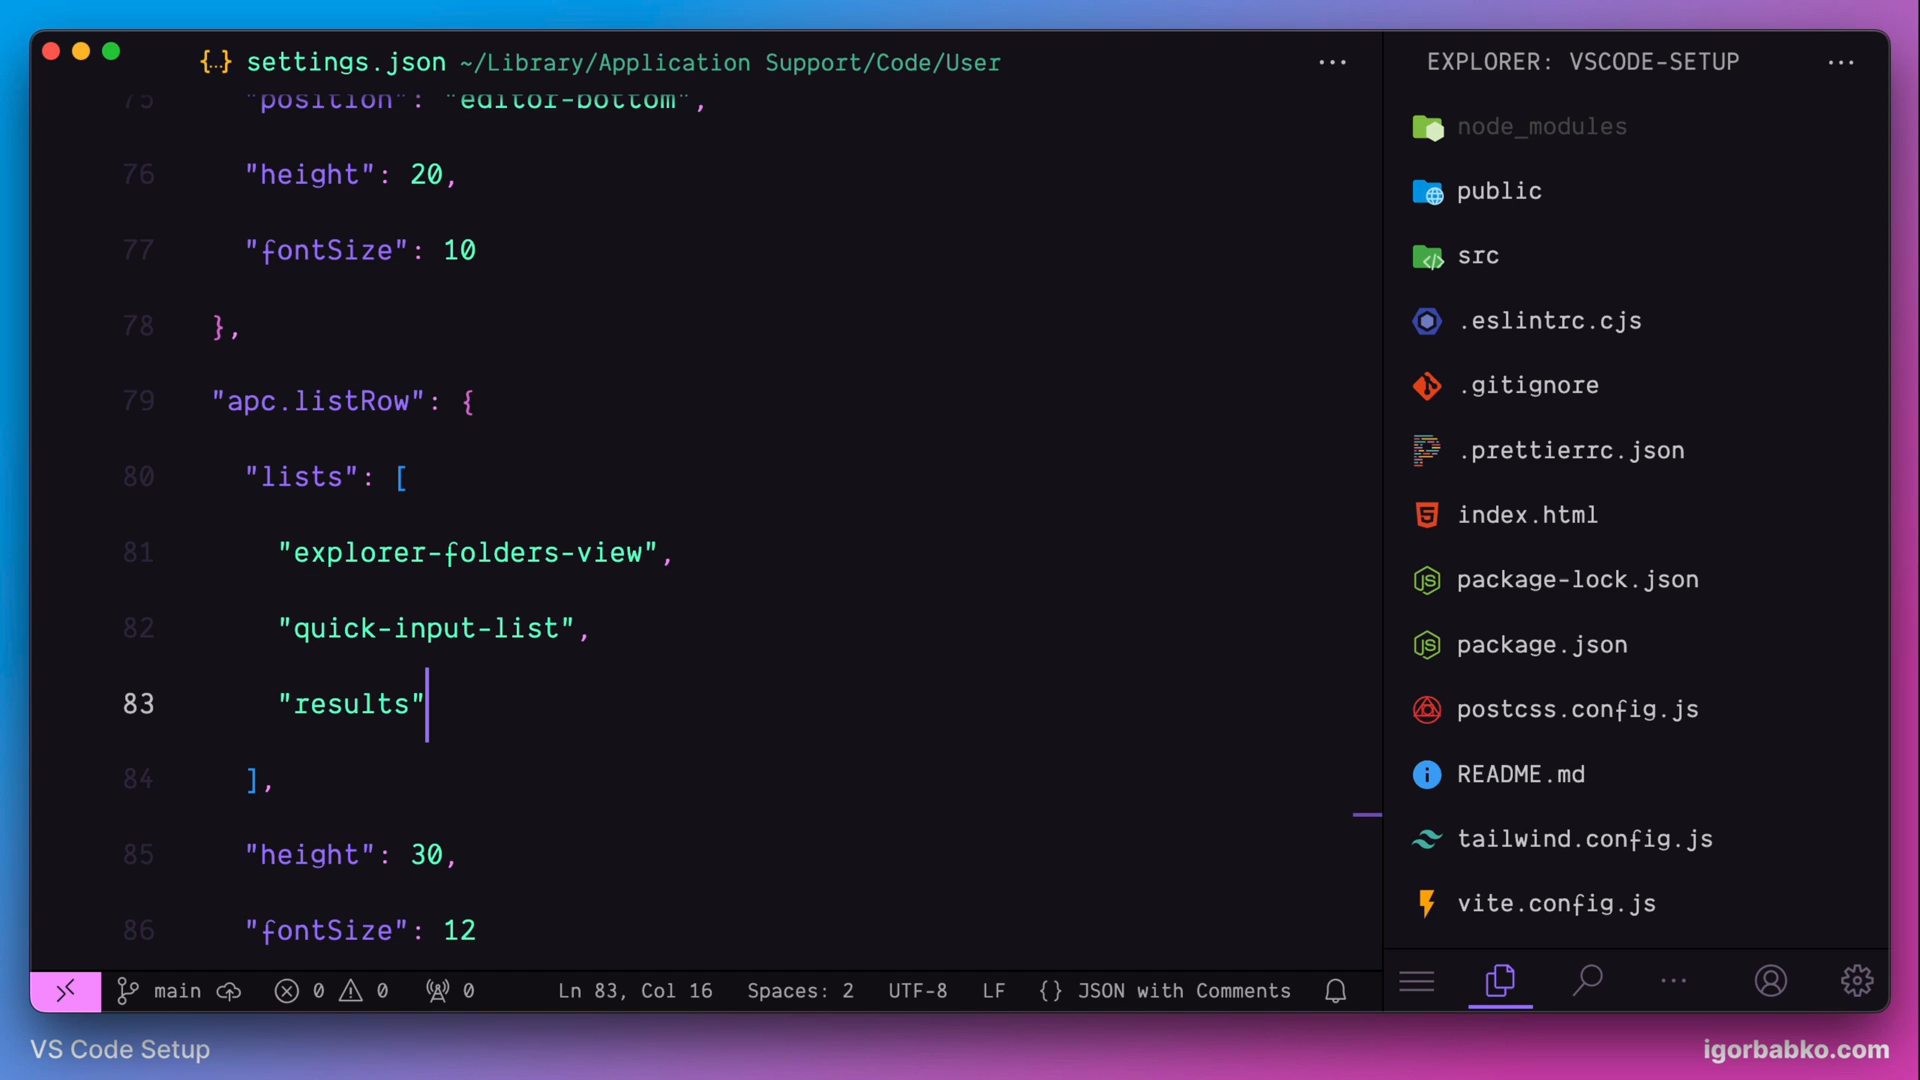 {...} settings.json ~/Library/Application Support/Code/User ...
75 "position": "editor-bottom",
76 "height": 20,
77 "fontSize": 10
78 },
79 "apc.listRow": {
80 "lists": [
81 "explorer-folders-view",
82 "quick-input-list",
83 "results"
84 ],
85 "height": 30,
86 "fontSize": 12
main 0 0 0 Ln 83, Col 16 Spaces: 2 UTF-8 LF {} JSON with Comments
EXPLORER: VSCODE-SETUP ...
node_modules
public
src
.eslintrc.cjs
.gitignore
.prettierrc.json
index.html
package-lock.json
package.json
postcss.config.js
README.md
tailwind.config.js
vite.config.js
VS Code Setup
igorbabko.com